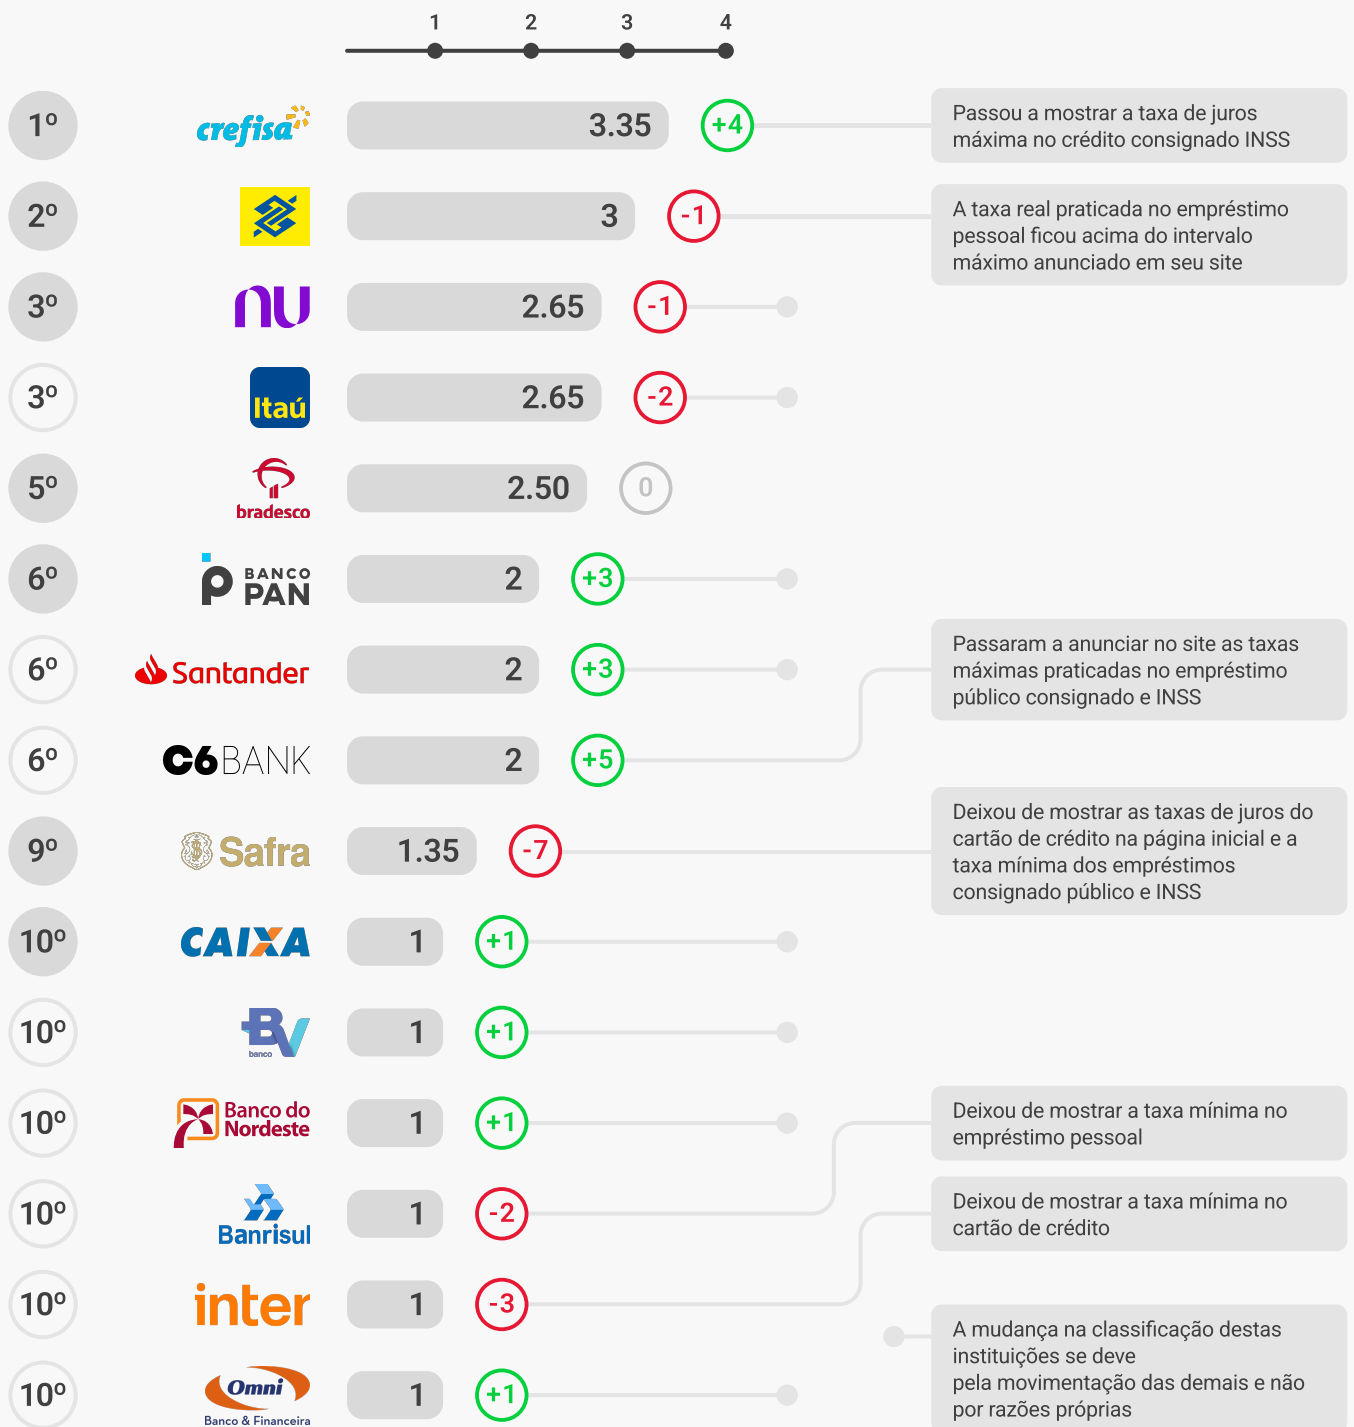 1 2 3 4
1º crefisa 3.35 +4
Passou a mostrar a taxa de juros
máxima no crédito consignado INSS
2º 3 -1
A taxa real praticada no empréstimo
pessoal ficou acima do intervalo
máximo anunciado em seu site
3º nu 2.65 -1
3º Itaú 2.65 -2
5º bradesco 2.50 0
6º BANCO PAN 2 +3
6º Santander 2 +3
Passaram a anunciar no site as taxas
máximas praticadas no empréstimo
público consignado e INSS
6º C6 BANK 2 +5
9º Safra 1.35 -7
Deixou de mostrar as taxas de juros do
cartão de crédito na página inicial e a
taxa mínima dos empréstimos
consignado público e INSS
10º CAIXA 1 +1
10º BV banco 1 +1
10º Banco do Nordeste 1 +1
Deixou de mostrar a taxa mínima no
empréstimo pessoal
10º Banrisul 1 -2
Deixou de mostrar a taxa mínima no
cartão de crédito
10º inter 1 -3
10º Omni Banco & Financeira 1 +1
A mudança na classificação destas
instituições se deve
pela movimentação das demais e não
por razões próprias